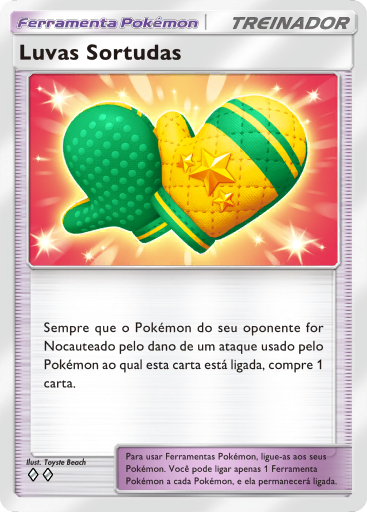 Ferramenta Pokémon
TREINADOR
Luvas Sortudas
Sempre que o Pokémon do seu oponente for
Nocauteado pelo dano de um ataque usado pelo
Pokémon ao qual esta carta está ligada, compre 1
carta.
Ilust. Toyste Beach
Para usar Ferramentas Pokémon, ligue-as aos seus
Pokémon. Você pode ligar apenas 1 Ferramenta
Pokémon a cada Pokémon, e ela permanecerá ligada.